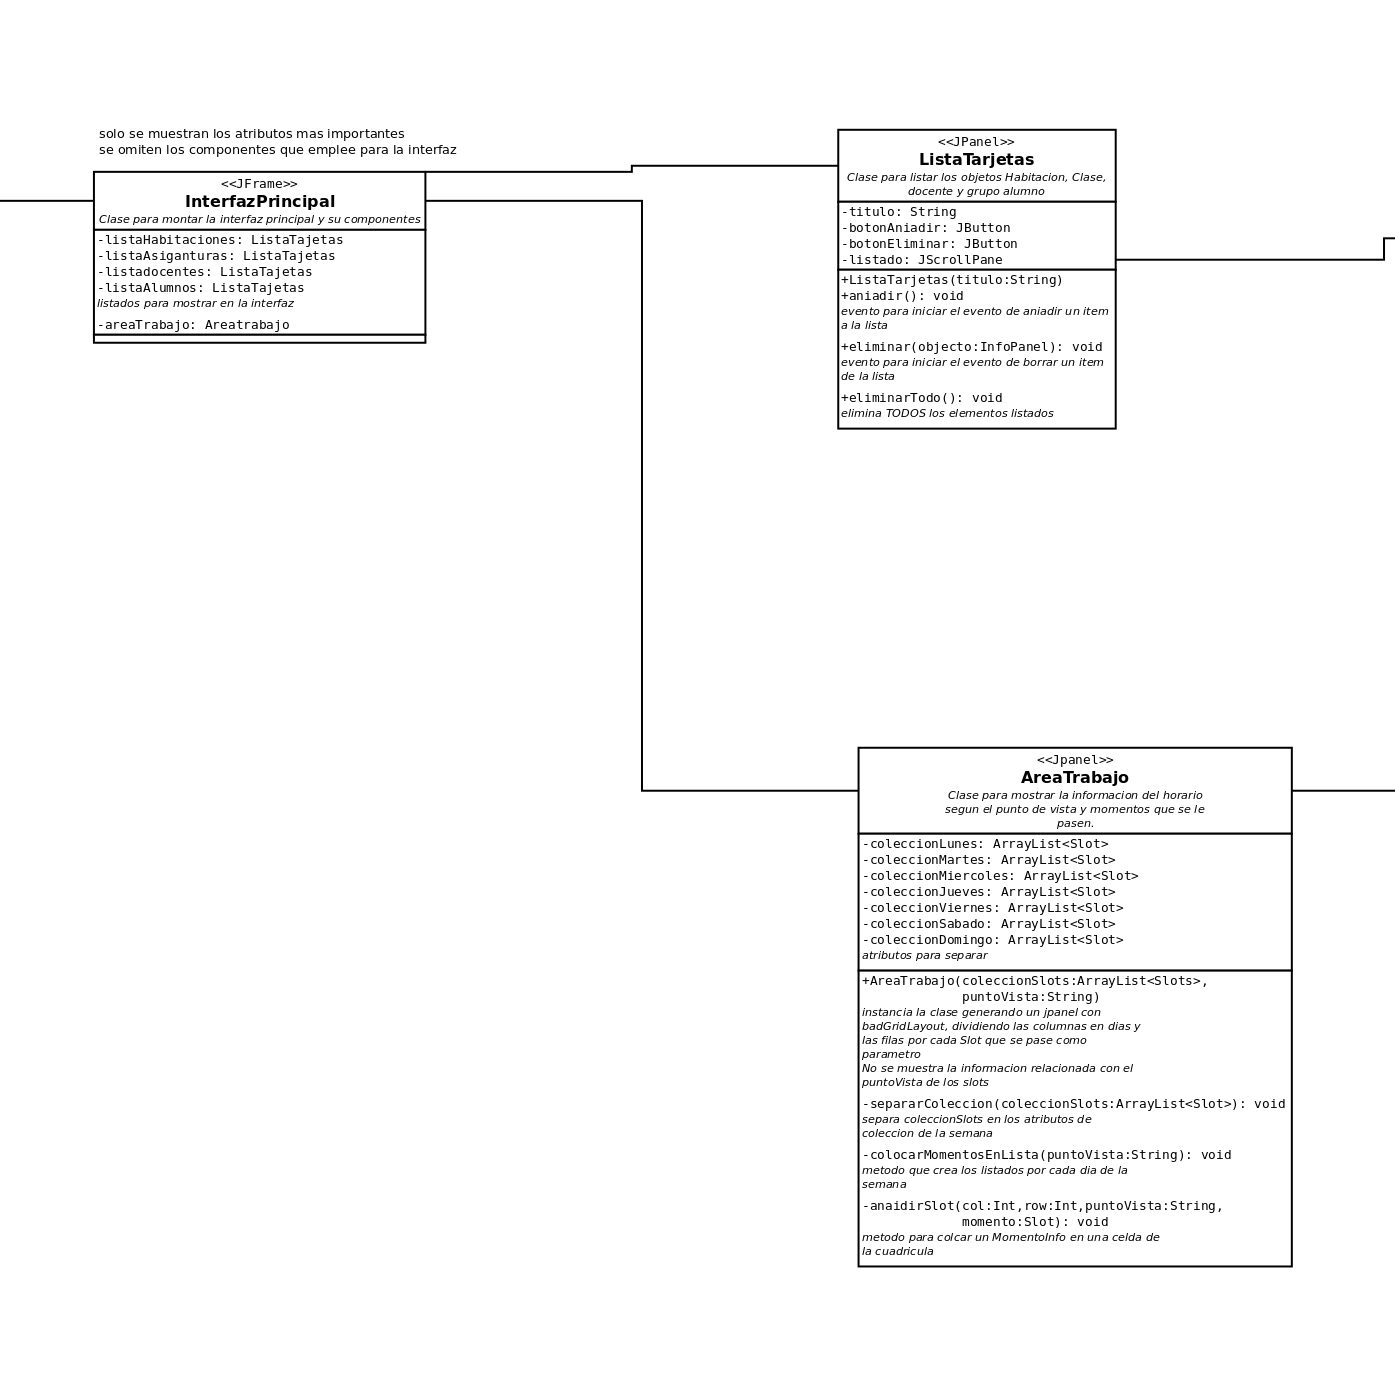 solo se muestran los atributos mas importantes
se omiten los componentes que emplee para la interfaz
<<JFrame>>
InterfazPrincipal
Clase para montar la interfaz principal y su componentes
-listaHabitaciones: ListaTajetas
-listaAsiganturas: ListaTajetas
-listadocentes: ListaTajetas
-listaAlumnos: ListaTajetas
listados para mostrar en la interfaz
-areaTrabajo: Areatrabajo
<<JPanel>>
ListaTarjetas
Clase para listar los objetos Habitacion, Clase,
docente y grupo alumno
-titulo: String
-botonAniadir: JButton
-botonEliminar: JButton
-listado: JScrollPane
+ListaTarjetas(titulo:String)
+aniadir(): void
evento para iniciar el evento de aniadir un item
a la lista
+eliminar(objecto:InfoPanel): void
evento para iniciar el evento de borrar un item
de la lista
+eliminarTodo(): void
elimina TODOS los elementos listados
<<Jpanel>>
AreaTrabajo
Clase para mostrar la informacion del horario
segun el punto de vista y momentos que se le
pasen.
-coleccionLunes: ArrayList<Slot>
-coleccionMartes: ArrayList<Slot>
-coleccionMiercoles: ArrayList<Slot>
-coleccionJueves: ArrayList<Slot>
-coleccionViernes: ArrayList<Slot>
-coleccionSabado: ArrayList<Slot>
-coleccionDomingo: ArrayList<Slot>
atributos para separar
+AreaTrabajo(coleccionSlots:ArrayList<Slots>,
puntoVista:String)
instancia la clase generando un jpanel con
badGridLayout, dividiendo las columnas en dias y
las filas por cada Slot que se pase como
parametro
No se muestra la informacion relacionada con el
puntoVista de los slots
-separarColeccion(coleccionSlots:ArrayList<Slot>): void
separa coleccionSlots en los atributos de
coleccion de la semana
-colocarMomentosEnLista(puntoVista:String): void
metodo que crea los listados por cada dia de la
semana
-anaidirSlot(col:Int,row:Int,puntoVista:String,
momento:Slot): void
metodo para colcar un MomentoInfo en una celda de
la cuadricula